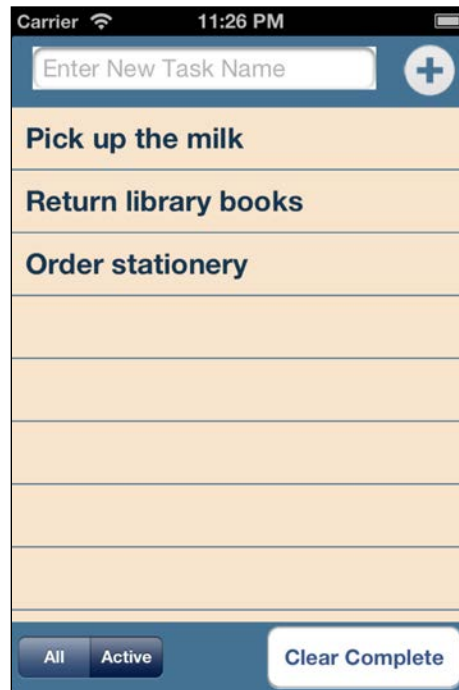 Carrier 11:26 PM
Enter New Task Name
Pick up the milk
Return library books
Order stationery
All Active Clear Complete